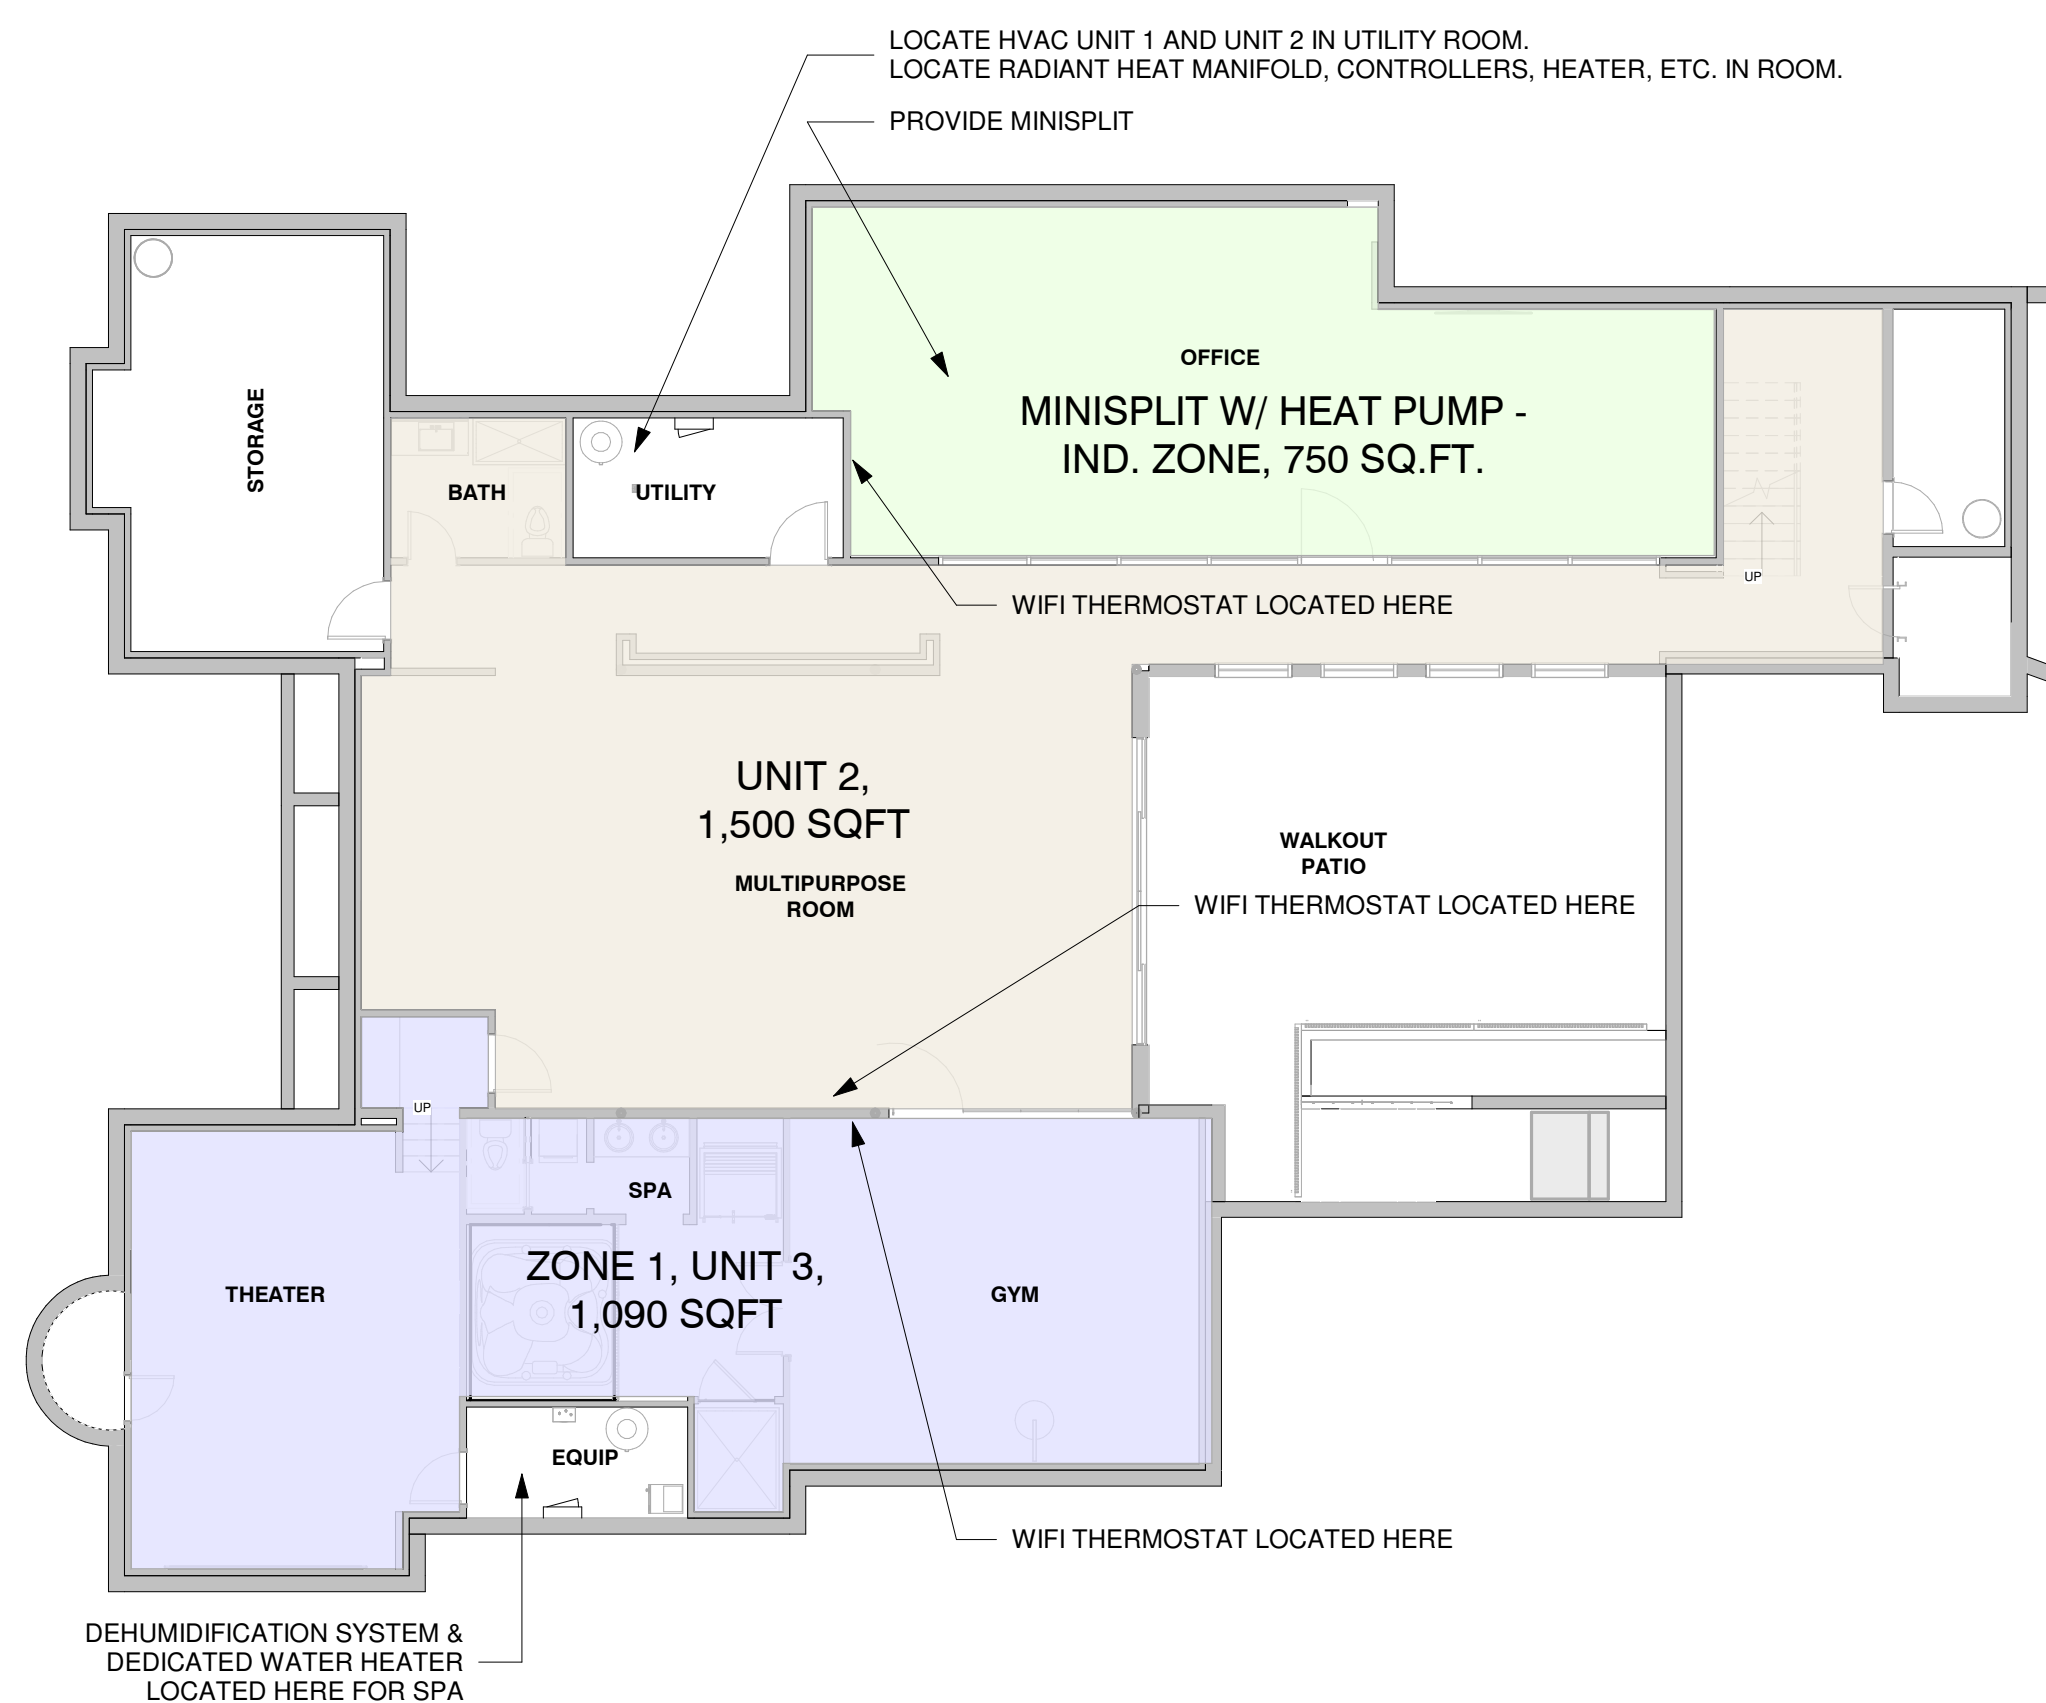 LOCATE HVAC UNIT 1 AND UNIT 2 IN UTILITY ROOM.
LOCATE RADIANT HEAT MANIFOLD, CONTROLLERS, HEATER, ETC. IN ROOM.
PROVIDE MINISPLIT
OFFICE
MINISPLIT W/ HEAT PUMP -
IND. ZONE, 750 SQ.FT.
STORAGE
BATH
UTILITY
UP
WIFI THERMOSTAT LOCATED HERE
UNIT 2,
1,500 SQFT
MULTIPURPOSE
ROOM
WALKOUT
PATIO
WIFI THERMOSTAT LOCATED HERE
UP
SPA
ZONE 1, UNIT 3,
1,090 SQFT
THEATER
GYM
EQUIP
WIFI THERMOSTAT LOCATED HERE
DEHUMIDIFICATION SYSTEM &
DEDICATED WATER HEATER
LOCATED HERE FOR SPA